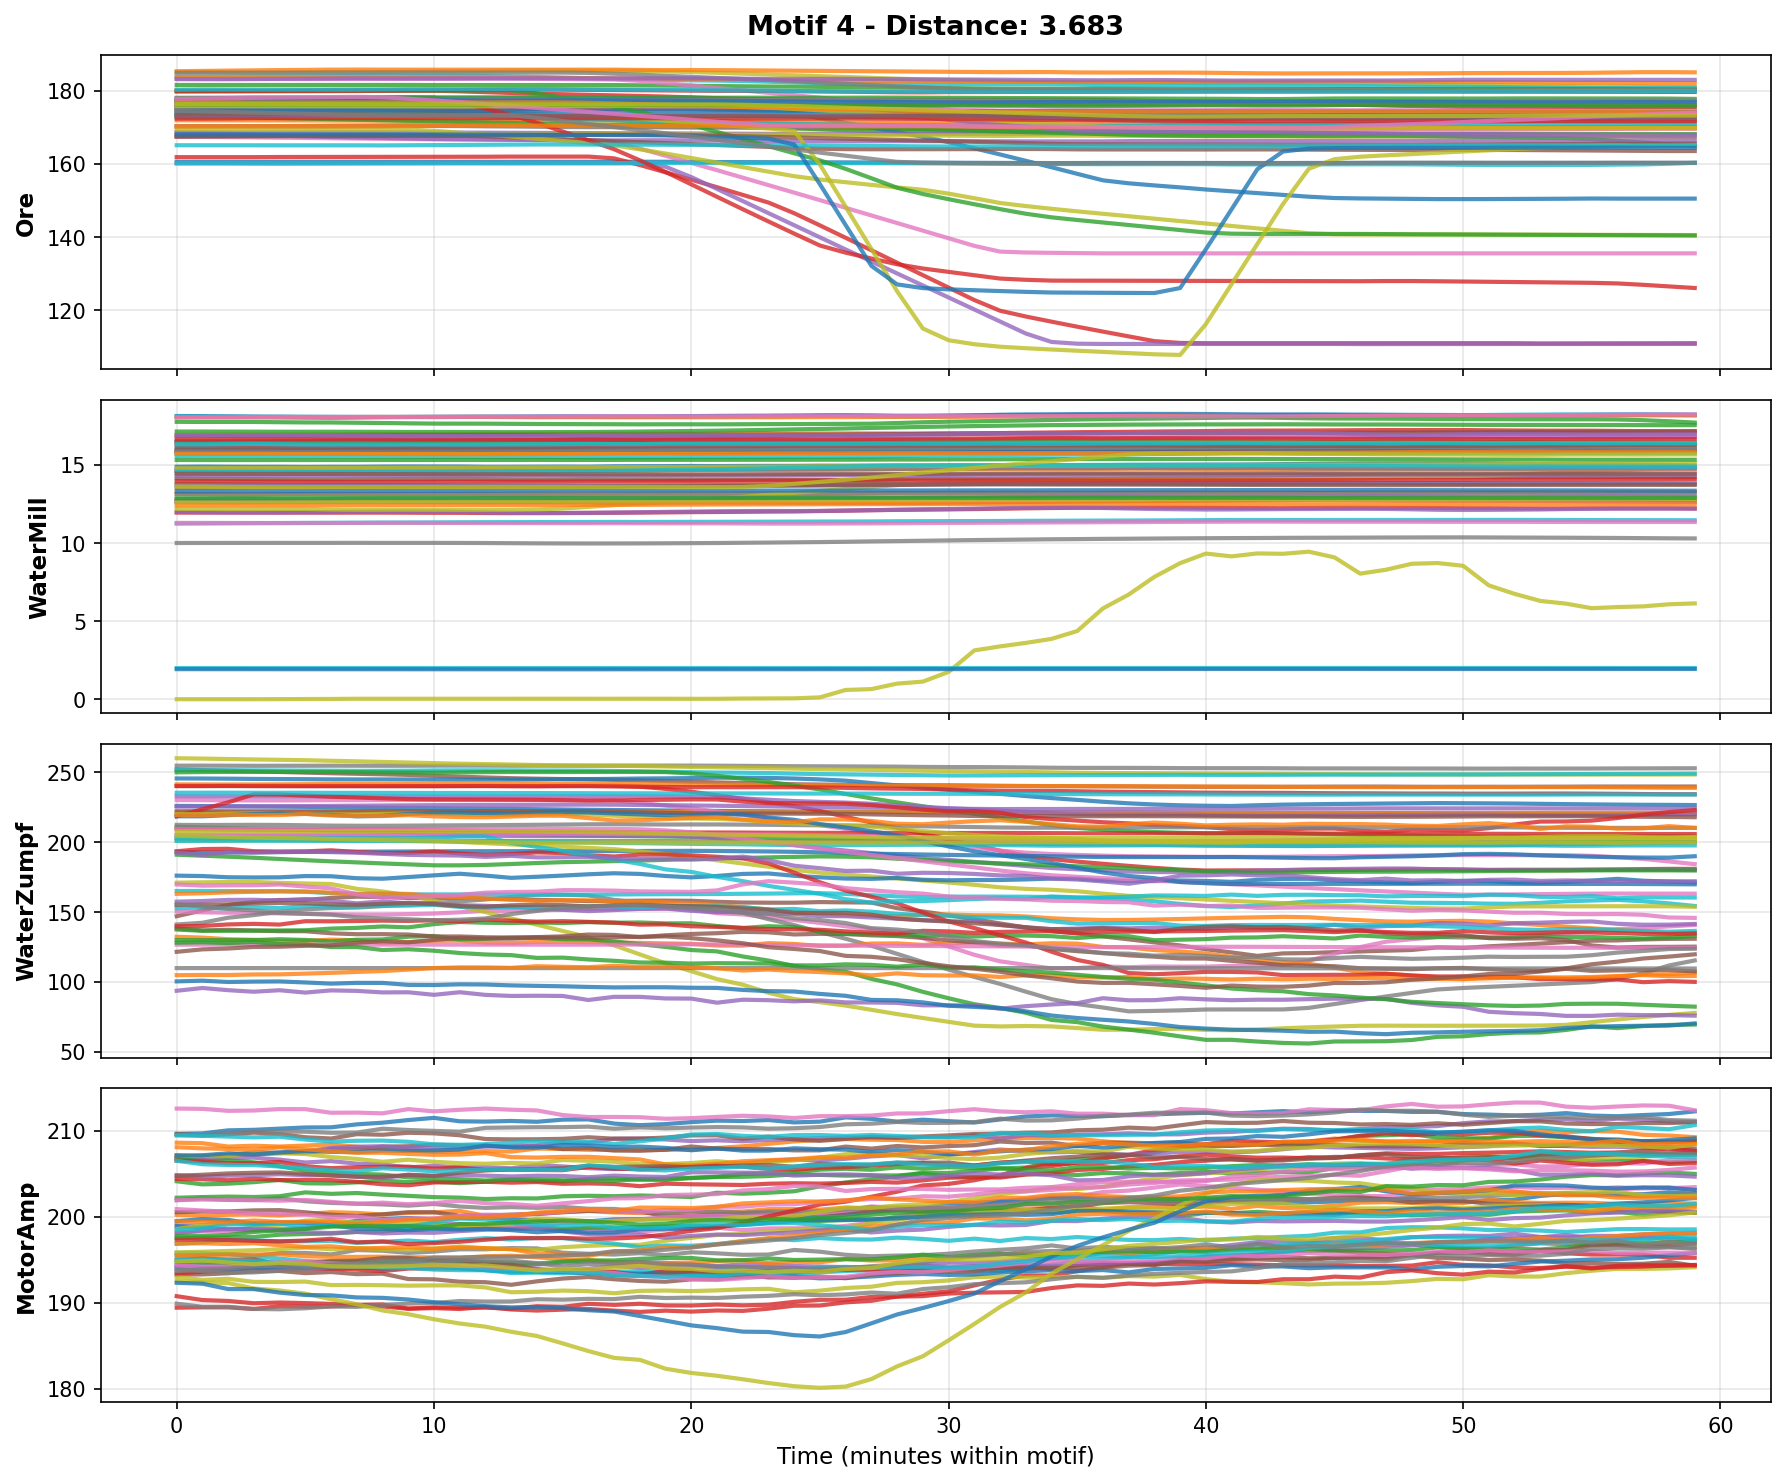 Motif 4 - Distance: 3.683
Ore
180
160
140
120
WaterMill
15
10
5
0
WaterZumpf
250
200
150
100
50
MotorAmp
210
200
190
180
0 10 20 30 40 50 60
Time (minutes within motif)